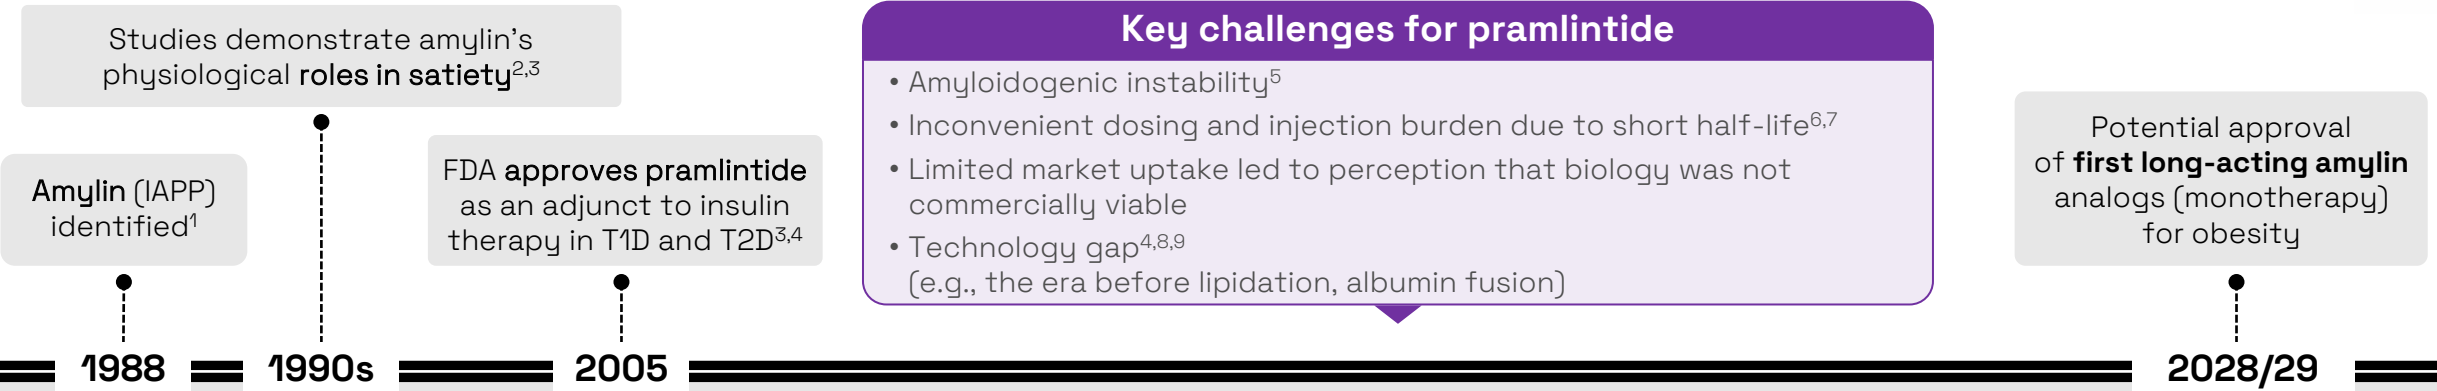 Studies demonstrate amylin's
physiological roles in satiety2,3
Amylin (IAPP)
identified1
FDA approves pramlintide
as an adjunct to insulin
therapy in T1D and T2D3,4
Key challenges for pramlintide
• Amyloidogenic instability5
• Inconvenient dosing and injection burden due to short half-life6,7
• Limited market uptake led to perception that biology was not
commercially viable
• Technology gap4,8,9
(e.g., the era before lipidation, albumin fusion)
Potential approval
of first long-acting amylin
analogs (monotherapy)
for obesity
1988
1990s
2005
2028/29